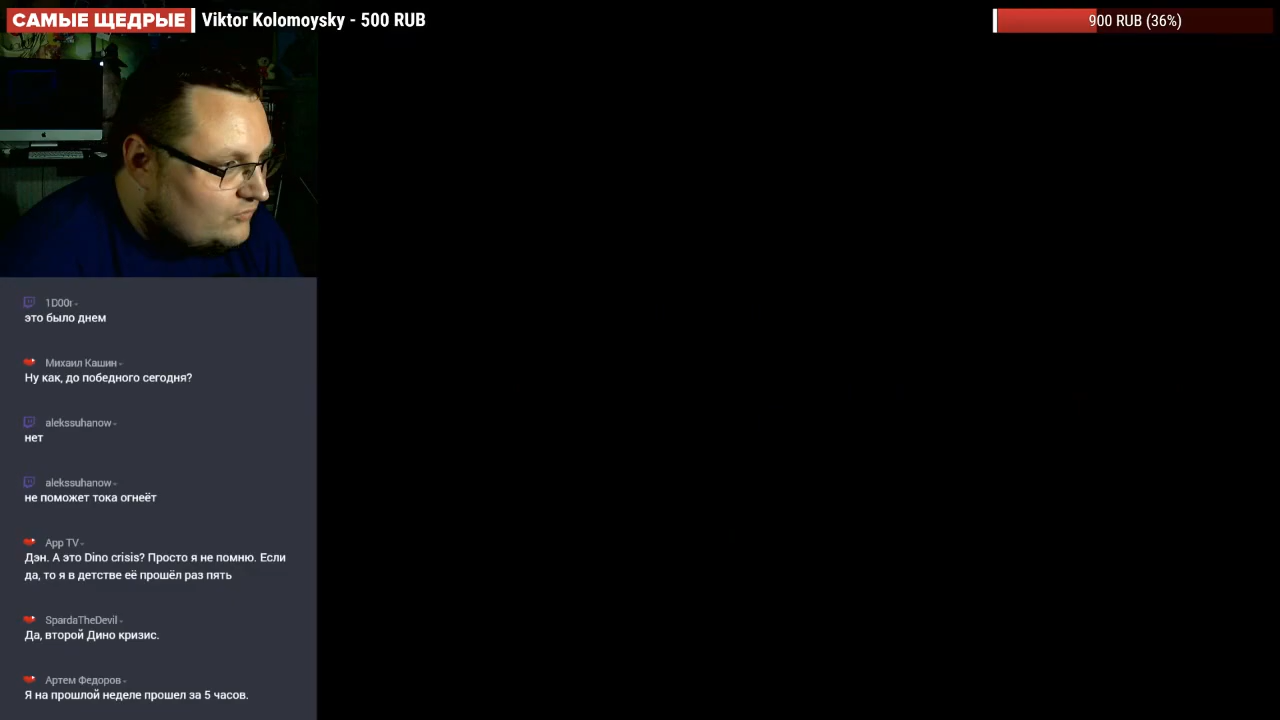 САМЫЕ ЩЕДРЫЕ Viktor Kolomoysky - 500 RUB
900 RUB (36%)
1D00r
это было днем
Михаил Кашин
Ну как, до победного сегодня?
alekssuhanow
нет
alekssuhanow
не поможет тока огнеёт
App TV
Дэн. А это Dino crisis? Просто я не помню. Если
да, то я в детстве её прошёл раз пять
SpardaTheDevil
Да, второй Дино кризис.
Артем Федоров
Я на прошлой неделе прошел за 5 часов.